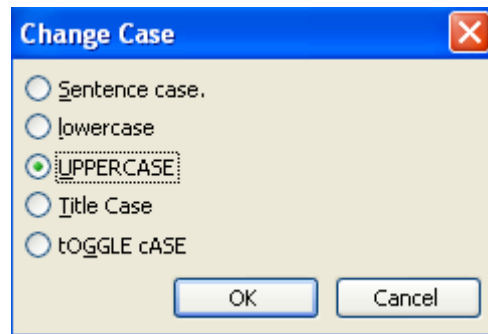 Change Case
Sentence case.
lowercase
UPPERCASE
Title Case
tOGGLE cASE
OK Cancel